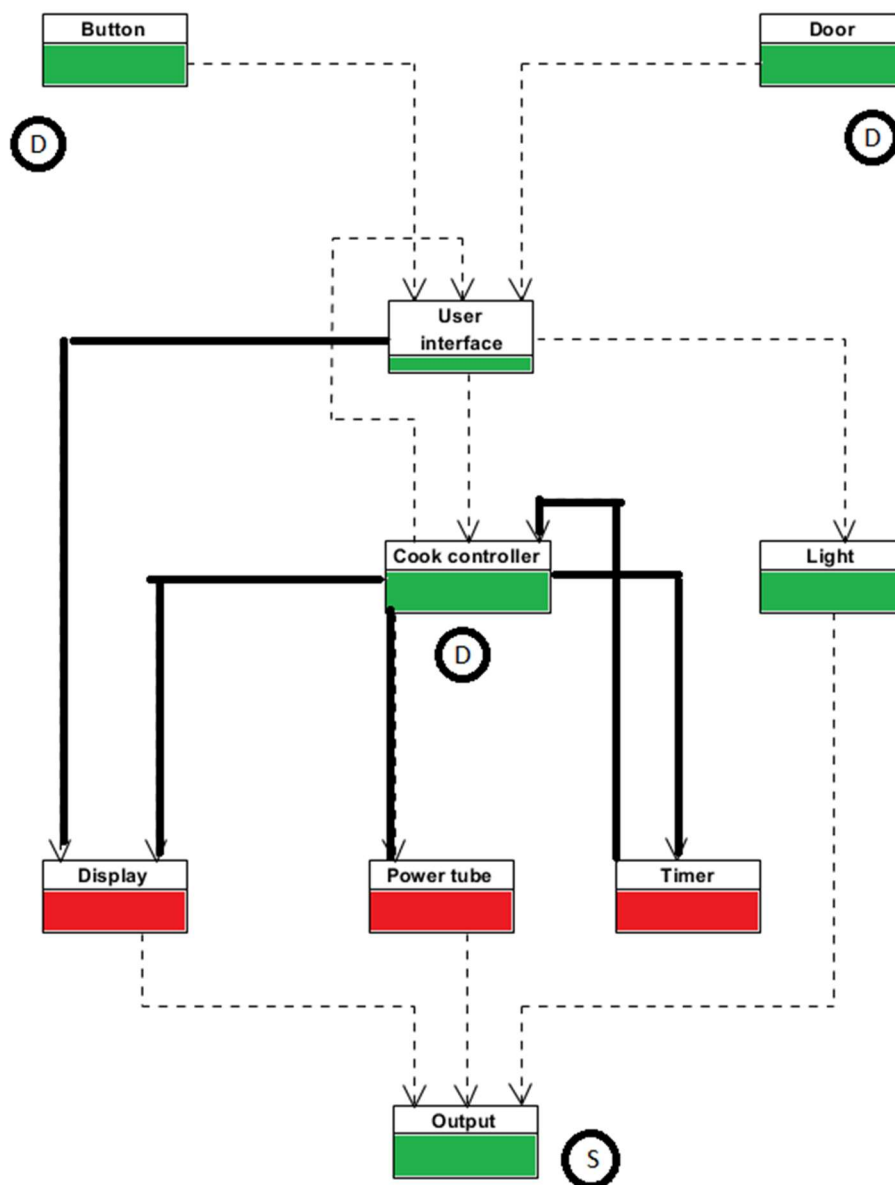 Button
Door
D
D
User
interface
Cook controller
Light
D
Display
Power tube
Timer
Output
S